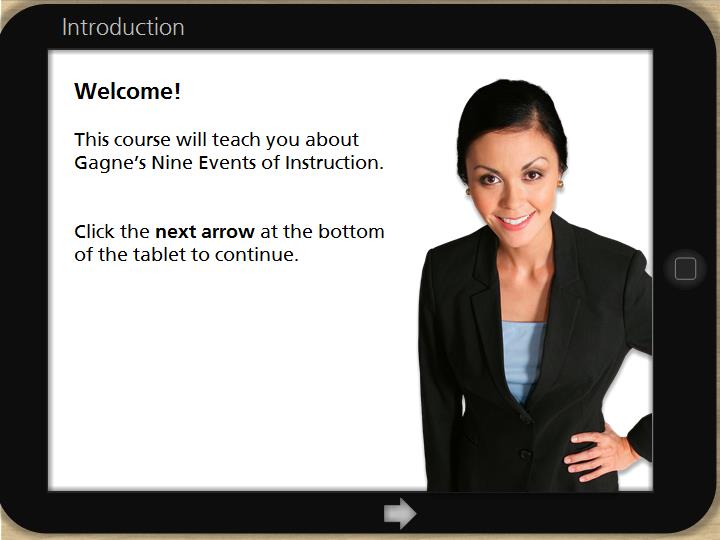 Introduction
Welcome!
This course will teach you about
Gagne's Nine Events of Instruction.
Click the next arrow at the bottom
of the tablet to continue.